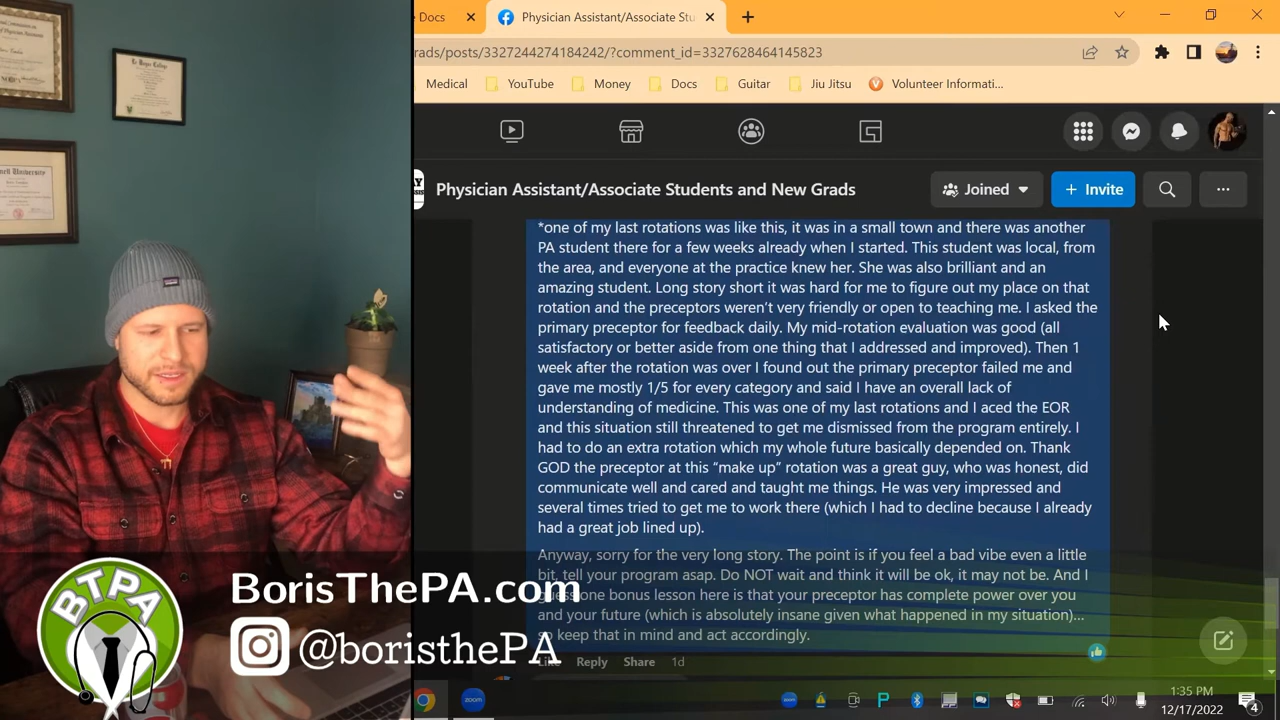 Docs
Physician Assistant/Associate Stu
rads/posts/3327244274184242/?comment_id=3327628464145823
Medical
YouTube
Money
Docs
Guitar
Jiu Jitsu
Volunteer Informati...
Physician Assistant/Associate Students and New Grads
Joined
+ Invite
*one of my last rotations was like this, it was in a small town and there was another
PA student there for a few weeks already when I started. This student was local, from
the area, and everyone at the practice knew her. She was also brilliant and an
amazing student. Long story short it was hard for me to figure out my place on that
rotation and the preceptors weren't very friendly or open to teaching me. I asked the
primary preceptor for feedback daily. My mid-rotation evaluation was good (all
satisfactory or better aside from one thing that I addressed and improved). Then 1
week after the rotation was over I found out the primary preceptor failed me and
gave me mostly 1/5 for every category and said I have an overall lack of
understanding of medicine. This was one of my last rotations and I aced the EOR
and this situation still threatened to get me dismissed from the program entirely. I
had to do an extra rotation which my whole future basically depended on. Thank
GOD the preceptor at this “make up” rotation was a great guy, who was honest, did
communicate well and cared and taught me things. He was very impressed and
several times tried to get me to work there (which I had to decline because I already
had a great job lined up).
Anyway, sorry for the very long story. The point is if you feel a bad vibe even a little
bit, tell your program asap. Do NOT wait and think it will be ok, it may not be. And I
one bonus lesson here is that your preceptor has complete power over you
and your future (which is absolutely insane given what happened in my situation)...
so keep that in mind and act accordingly.
Reply
Share
1d
BTPA
BorisThePA.com
@boristhePA
zoom
1:35 PM
12/17/2022
4